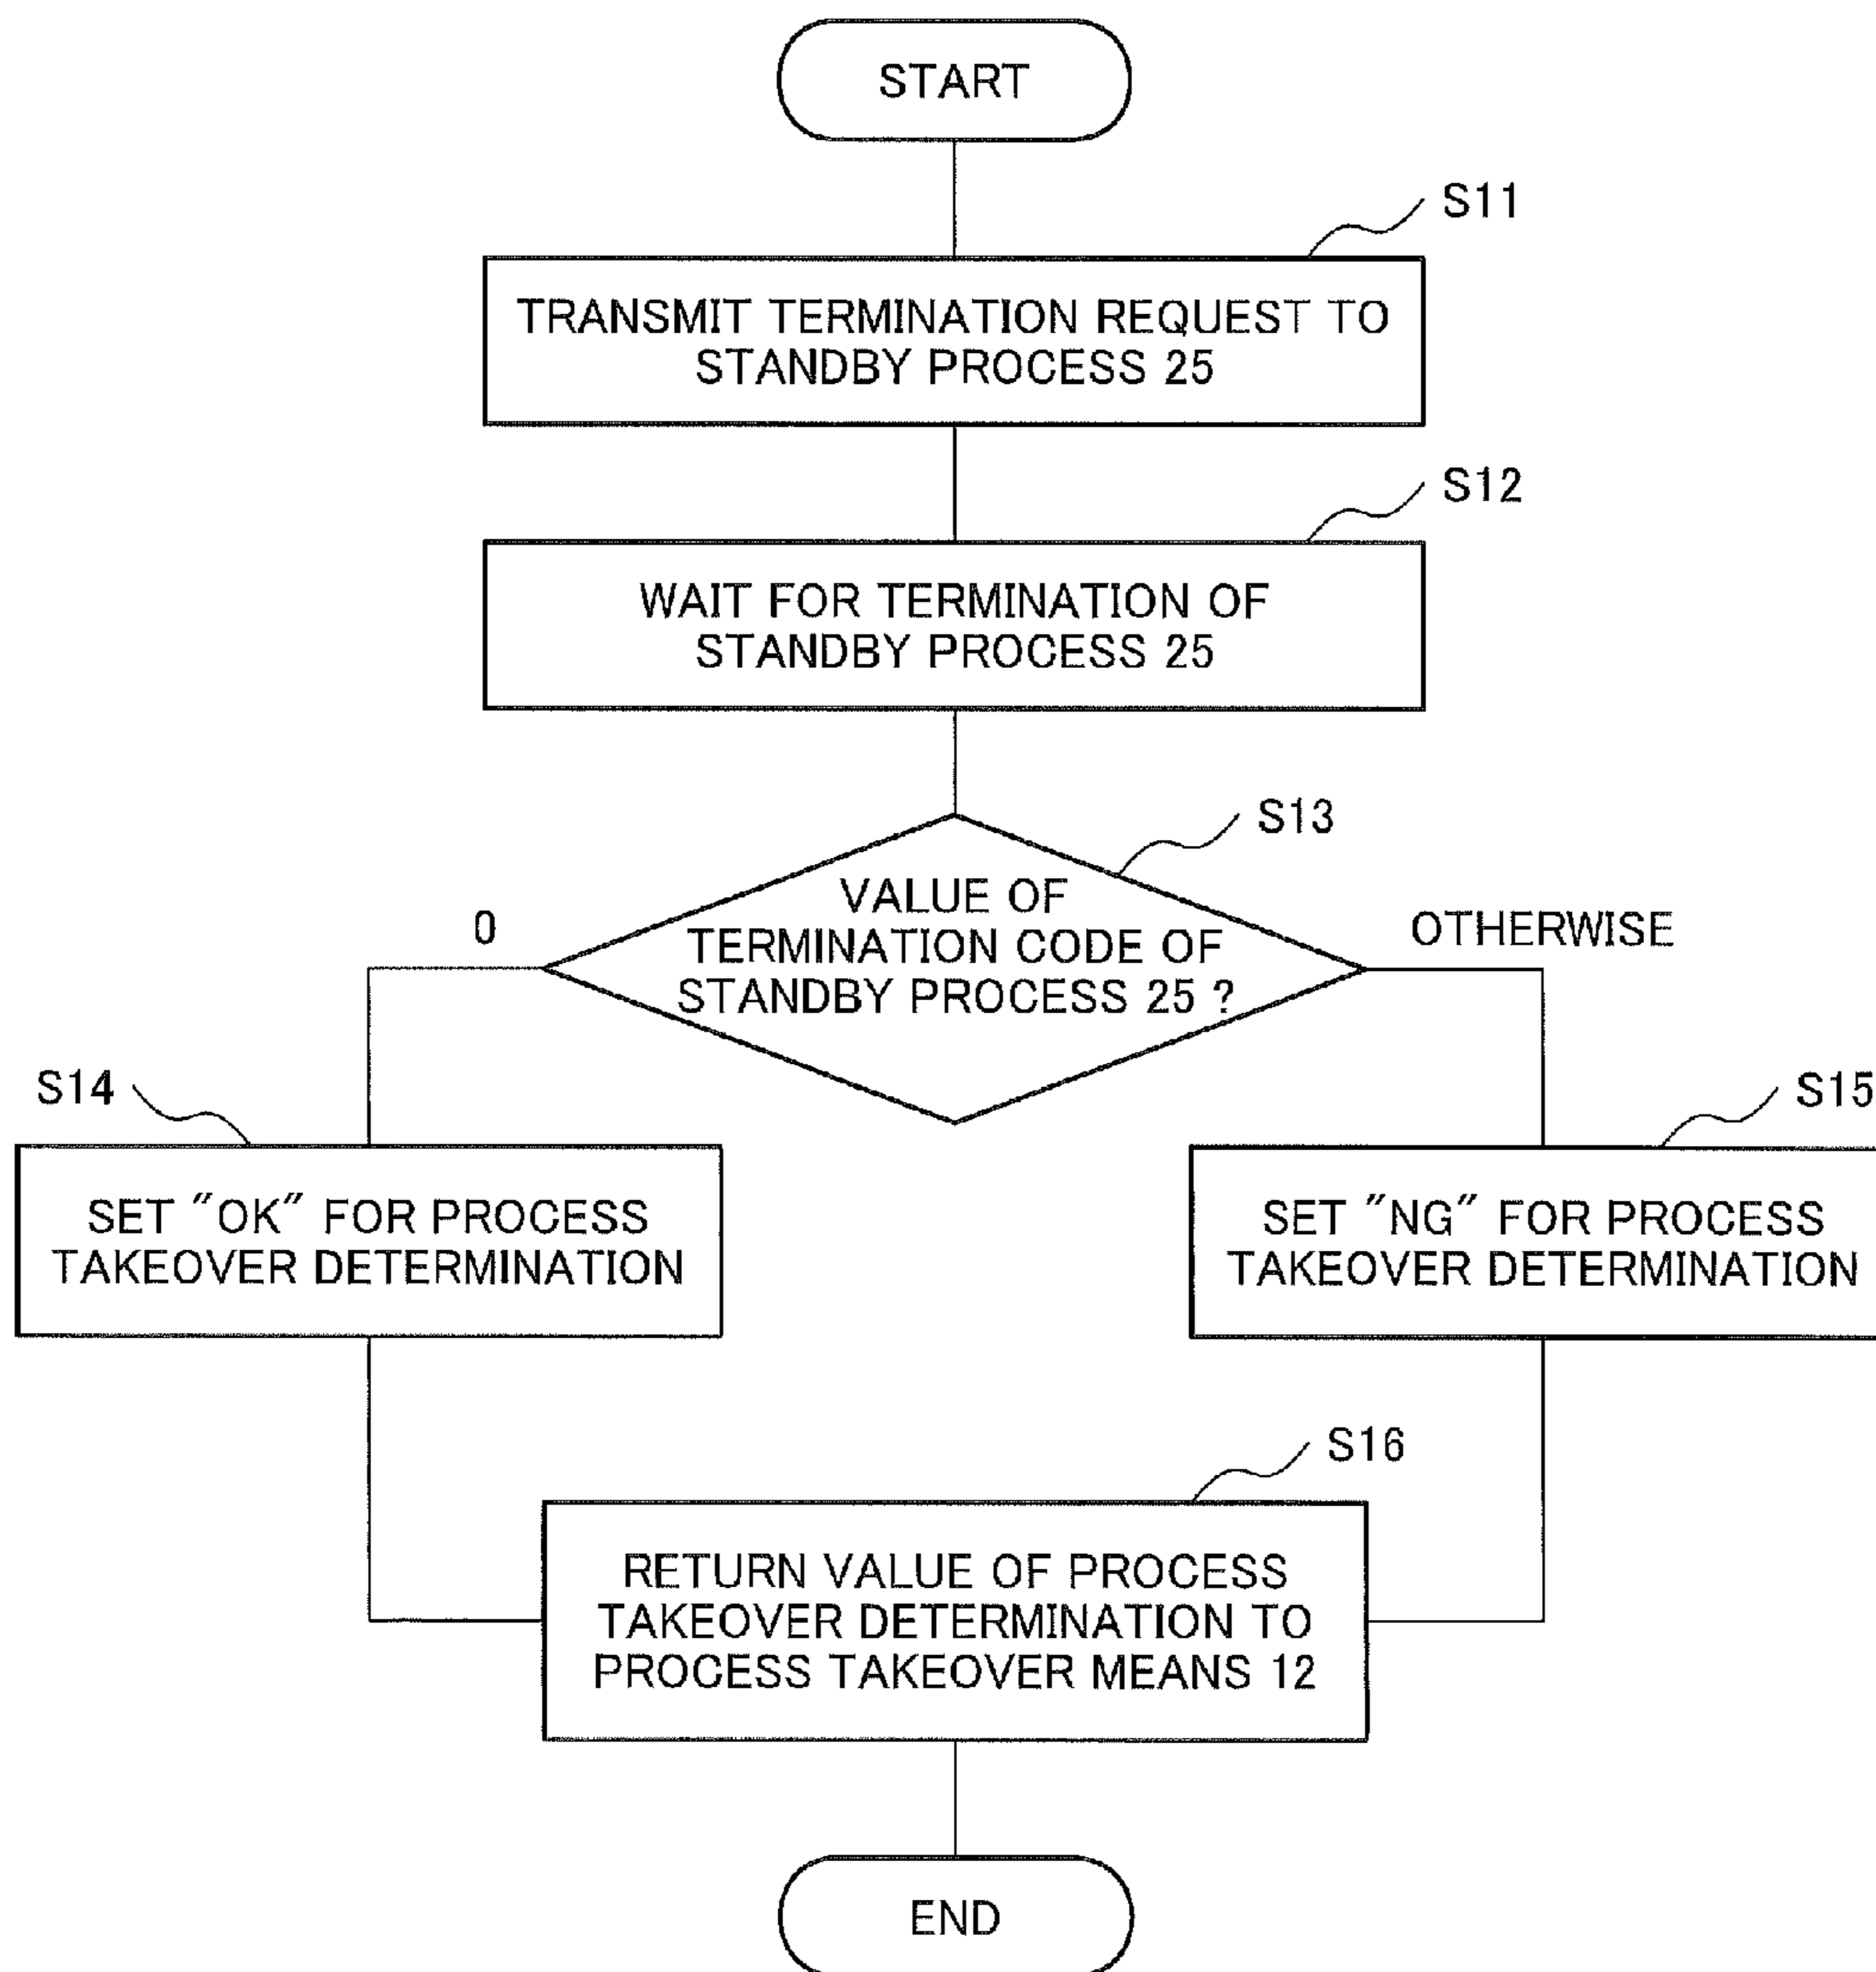 START
S11
TRANSMIT TERMINATION REQUEST TO
STANDBY PROCESS 25
S12
WAIT FOR TERMINATION OF
STANDBY PROCESS 25
S13
VALUE OF
TERMINATION CODE OF
STANDBY PROCESS 25 ?
0
OTHERWISE
S14
SET "OK" FOR PROCESS
TAKEOVER DETERMINATION
S15
SET "NG" FOR PROCESS
TAKEOVER DETERMINATION
S16
RETURN VALUE OF PROCESS
TAKEOVER DETERMINATION TO
PROCESS TAKEOVER MEANS 12
END